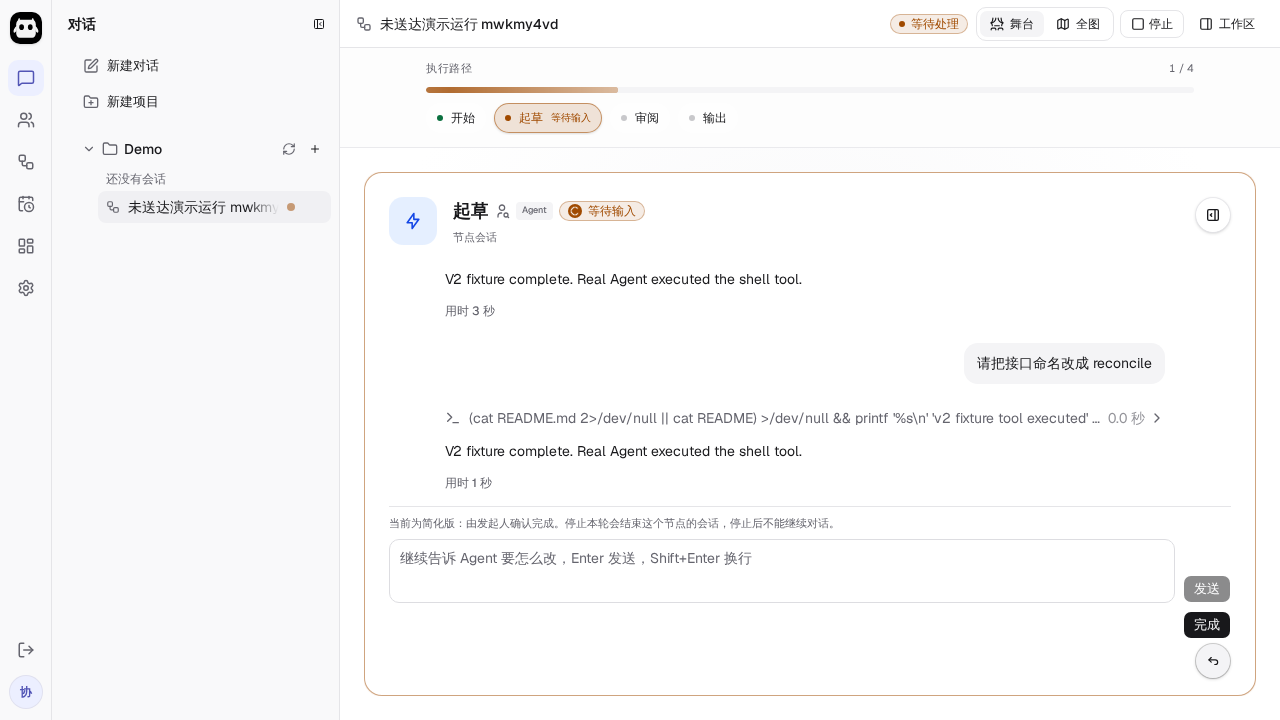 对话
新建对话
新建项目
Demo
还没有会话
未送达演示运行 mwkmy
协
未送达演示运行 mwkmy4vd
等待处理
舞台
全图
停止
工作区
执行路径
1 / 4
开始
起草 等待输入
审阅
输出
起草
Agent
等待输入
节点会话
V2 fixture complete. Real Agent executed the shell tool.
用时 3 秒
请把接口命名改成 reconcile
(cat README.md 2>/dev/null || cat README) >/dev/null && printf '%s\n' 'v2 fixture tool executed' ... 0.0 秒
V2 fixture complete. Real Agent executed the shell tool.
用时 1 秒
当前为简化版：由发起人确认完成。停止本轮会结束这个节点的会话，停止后不能继续对话。
继续告诉 Agent 要怎么改，Enter 发送，Shift+Enter 换行
发送
完成